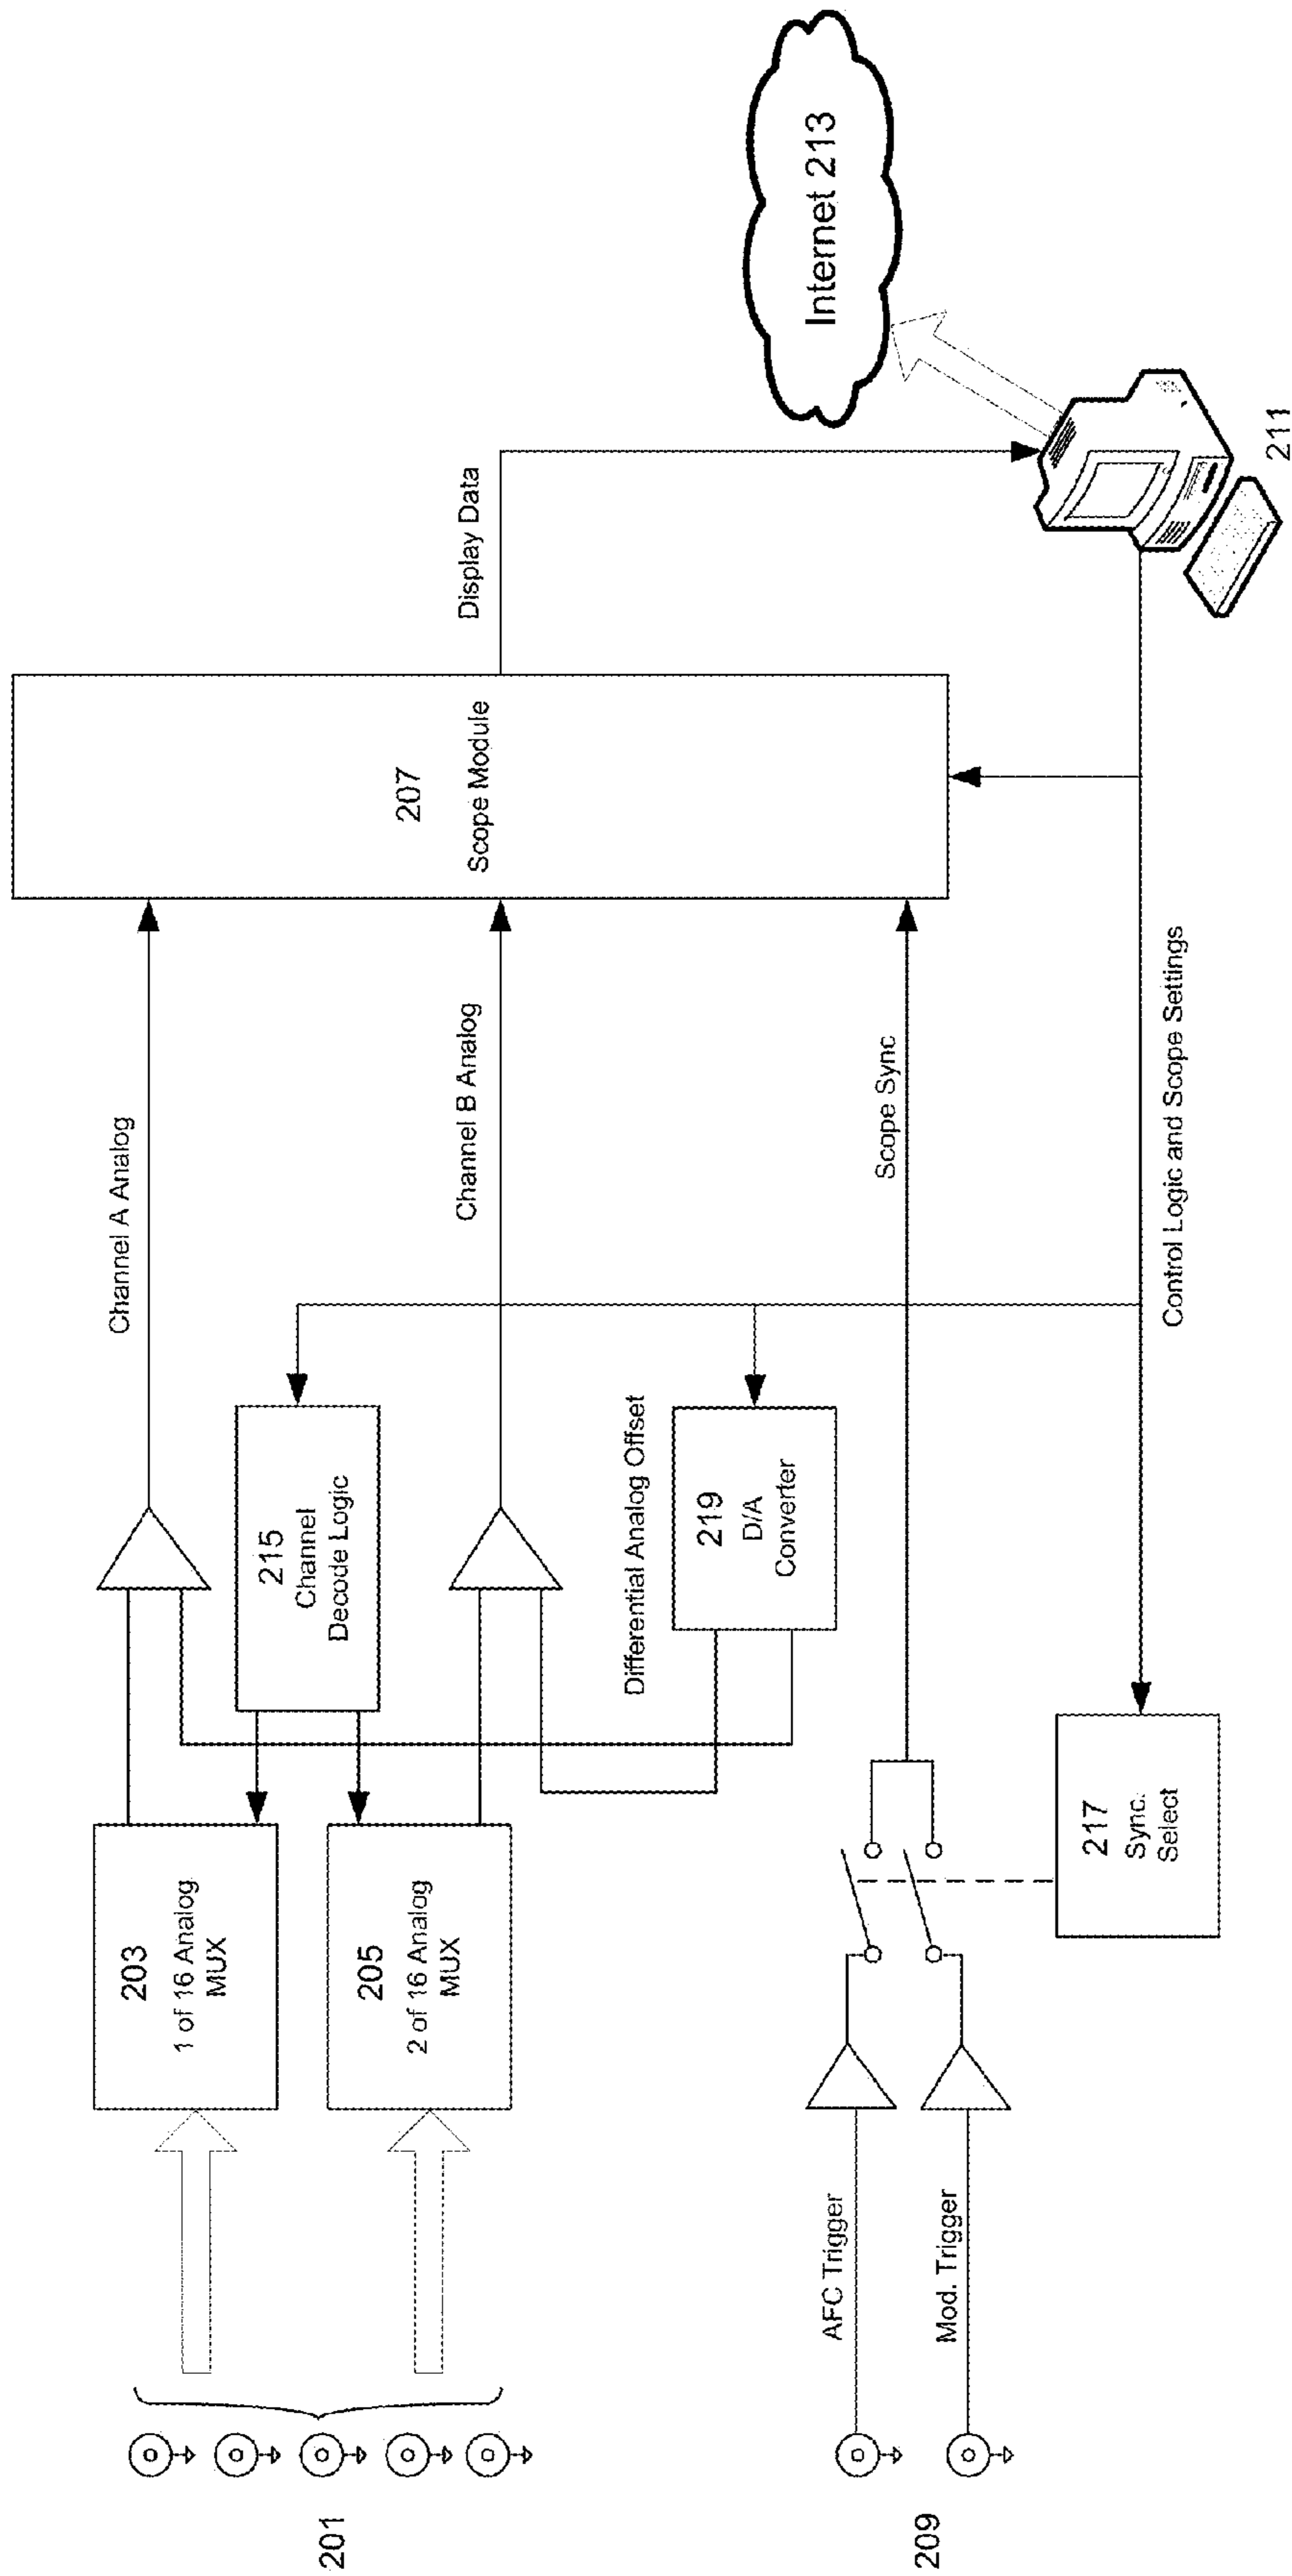 201
203
1 of 16 Analog
MUX
205
2 of 16 Analog
MUX
215
Channel
Decode Logic
Channel A Analog
Channel B Analog
207
Scope Module
Display Data
Differential Analog Offset
219
D/A
Converter
209
AFC Trigger
Mod. Trigger
Scope Sync
217
Sync.
Select
Control Logic and Scope Settings
Internet 213
211